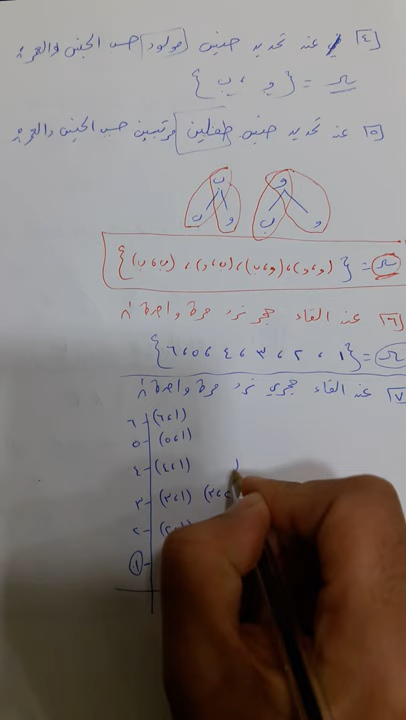 [٤] عند تحديد جنس مولود حسب الجنس والعمر:
ف = { و ، ب }
[٥] عند تحديد جنس طفلين مرتبين حسب الجنس والعمر:
ب و
ب و ب و
ف = { (و،و)، (و،ب)، (ب،و)، (ب،ب) }
[٦] عند القاء حجر نرد مرة واحدة:
ف = { ١ ، ٢ ، ٣ ، ٤ ، ٥ ، ٦ }
[٧] عند القاء حجري نرد مرة واحدة:
٦ (١،٦)
٥ (١،٥)
٤ (١،٤)
٣ (١،٣) (٢،٣
٢
١